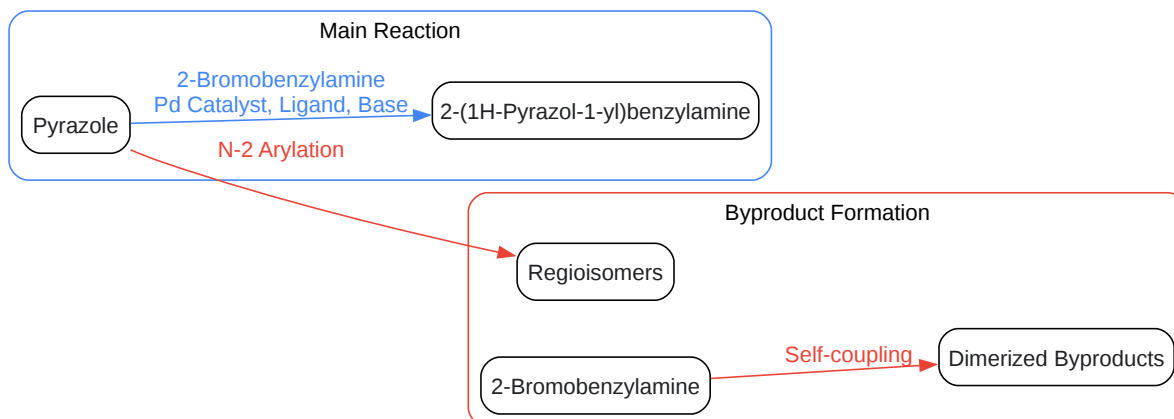 Main Reaction
2-Bromobenzylamine
Pd Catalyst, Ligand, Base
Pyrazole
2-(1H-Pyrazol-1-yl)benzylamine
N-2 Arylation
Byproduct Formation
Regioisomers
Self-coupling
2-Bromobenzylamine
Dimerized Byproducts